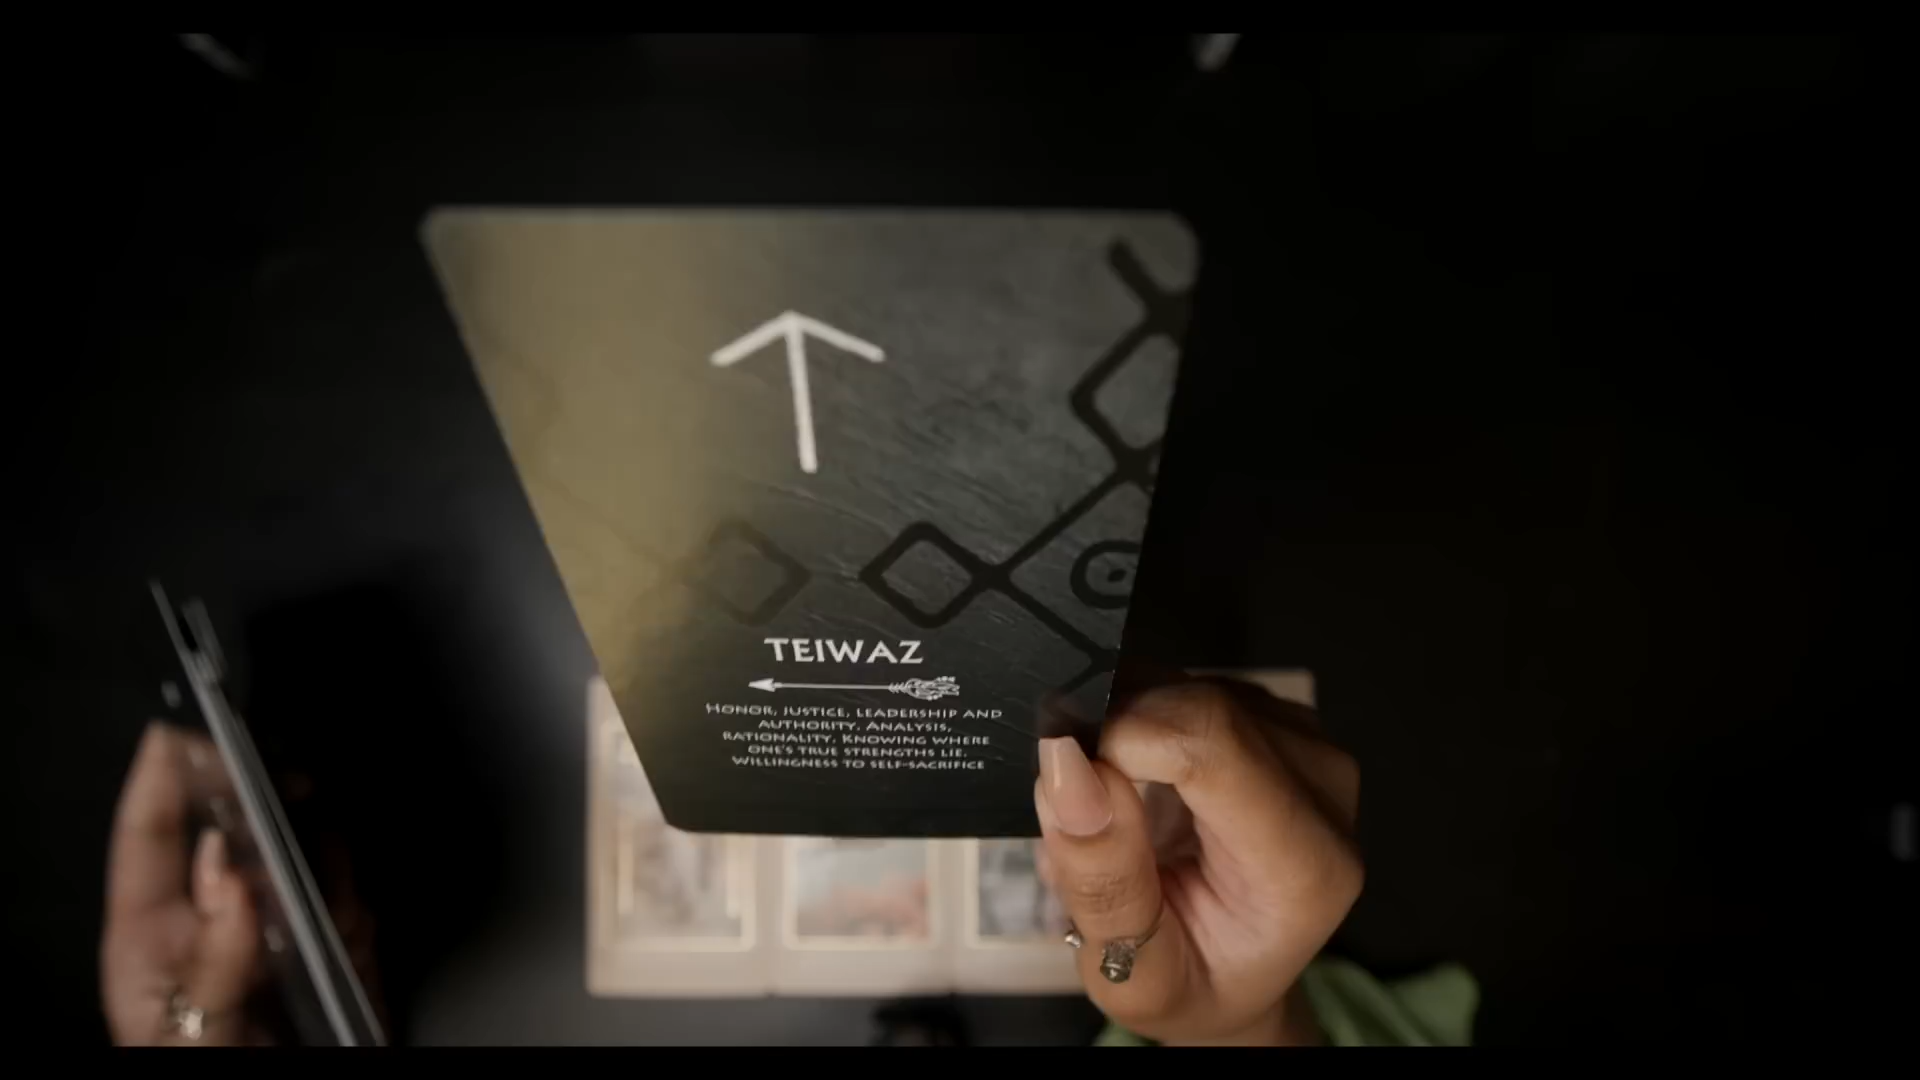 TEIWAZ
HONOR, JUSTICE, LEADERSHIP AND
AUTHORITY. ANALYSIS,
RATIONALITY. KNOWING WHERE
ONE'S TRUE STRENGTHS LIE.
WILLINGNESS TO SELF-SACRIFICE